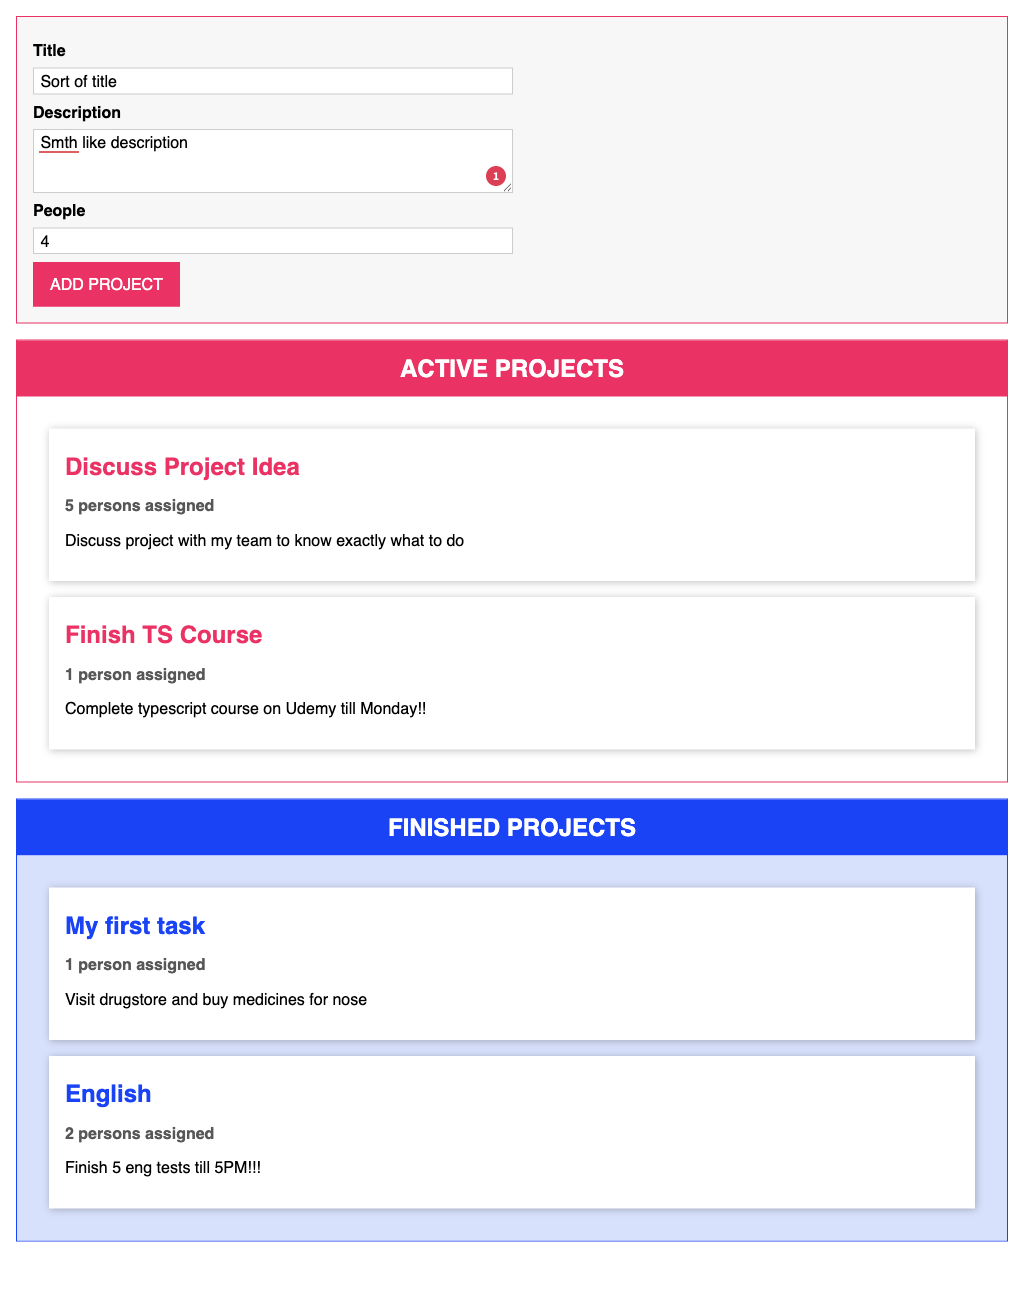 Title
Sort of title
Description
Smth like description
1
People
4
ADD PROJECT
ACTIVE PROJECTS
Discuss Project Idea
5 persons assigned
Discuss project with my team to know exactly what to do
Finish TS Course
1 person assigned
Complete typescript course on Udemy till Monday!!
FINISHED PROJECTS
My first task
1 person assigned
Visit drugstore and buy medicines for nose
English
2 persons assigned
Finish 5 eng tests till 5PM!!!